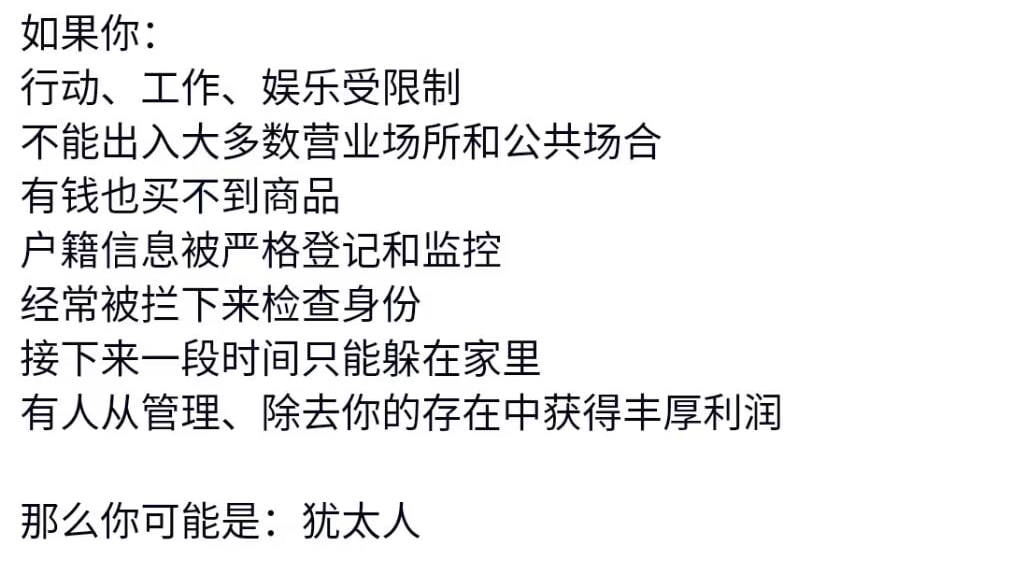 如果你：
行动、工作、娱乐受限制
不能出入大多数营业场所和公共场合
有钱也买不到商品
户籍信息被严格登记和监控
经常被拦下来检查身份
接下来一段时间只能躲在家里
有人从管理、除去你的存在中获得丰厚利润
那么你可能是：犹太人